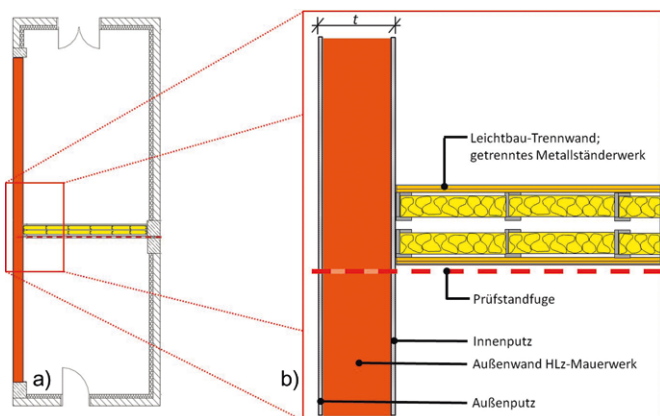 t
Leichtbau-Trennwand;
getrenntes Metallständerwerk
Prüfstandfuge
Innenputz
Außenwand HLz-Mauerwerk
Außenputz
a)
b)